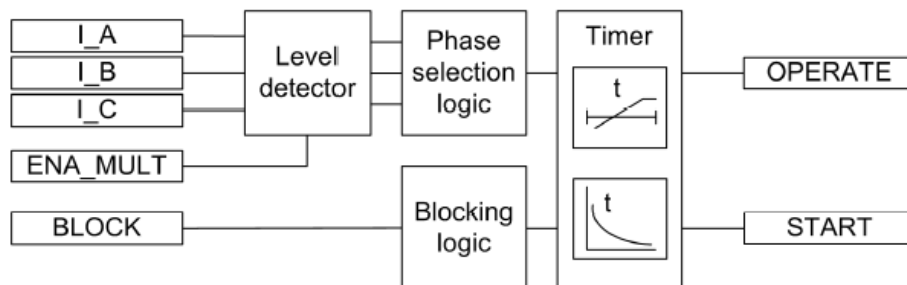 I_A
I_B
I_C
ENA_MULT
BLOCK
Level
detector
Phase
selection
logic
Blocking
logic
Timer
t
t
OPERATE
START